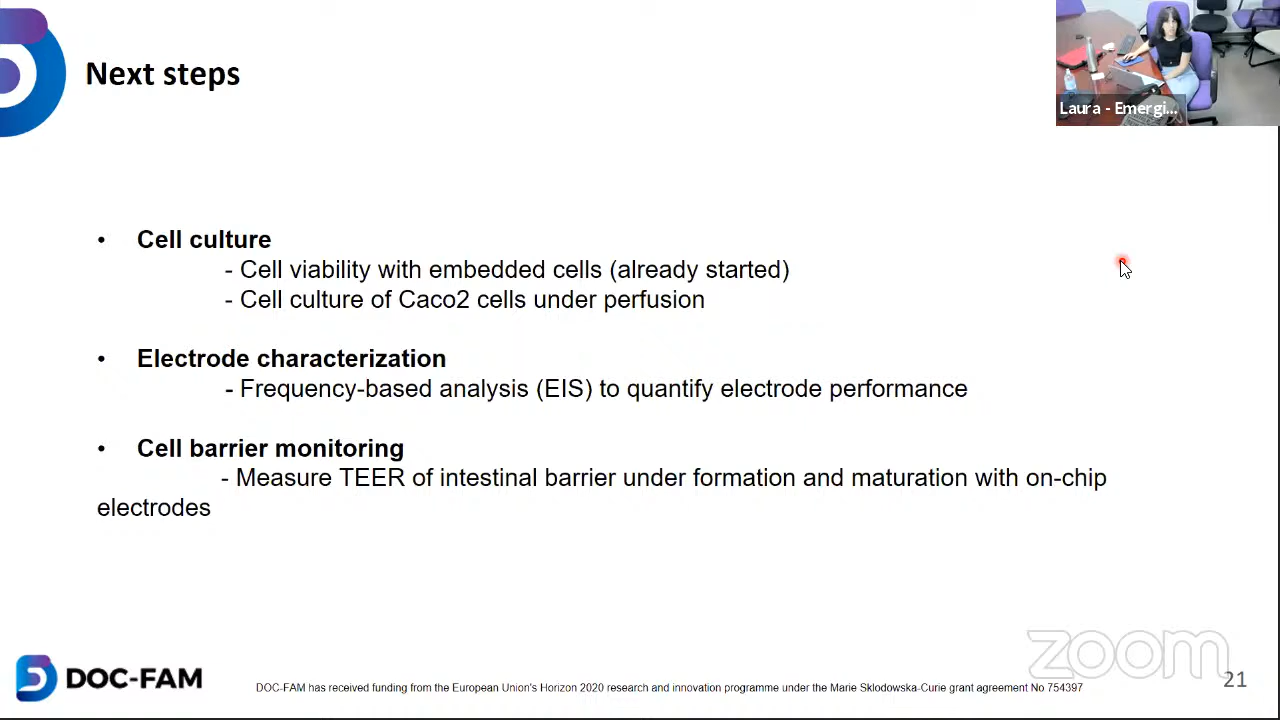 Next steps
Laura - Emergi...
• Cell culture
- Cell viability with embedded cells (already started)
- Cell culture of Caco2 cells under perfusion
• Electrode characterization
- Frequency-based analysis (EIS) to quantify electrode performance
• Cell barrier monitoring
- Measure TEER of intestinal barrier under formation and maturation with on-chip
electrodes
zoom
DOC-FAM
DOC-FAM has received funding from the European Union's Horizon 2020 research and innovation programme under the Marie Sklodowska-Curie grant agreement No 754397
21